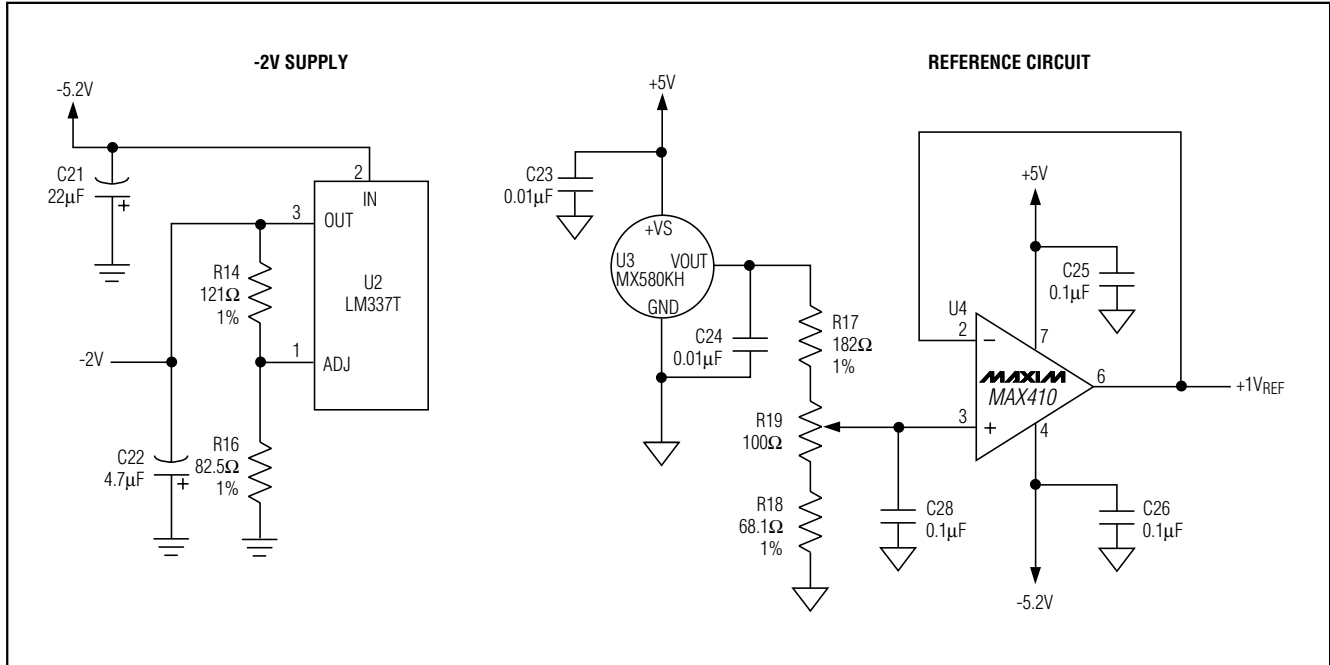 -2V SUPPLY
REFERENCE CIRCUIT
-5.2V
C21
22µF
+
2
IN
3
OUT
U2
LM337T
R14
121Ω
1%
1
ADJ
-2V
C22
4.7µF
+
R16
82.5Ω
1%
+5V
C23
0.01µF
+VS
U3
VOUT
MX580KH
GND
C24
0.01µF
R17
182Ω
1%
R19
100Ω
R18
68.1Ω
1%
C28
0.1µF
+5V
C25
0.1µF
U4
2
−
7
MAXIM
MAX410
6
+1VREF
3
+
4
C26
0.1µF
-5.2V